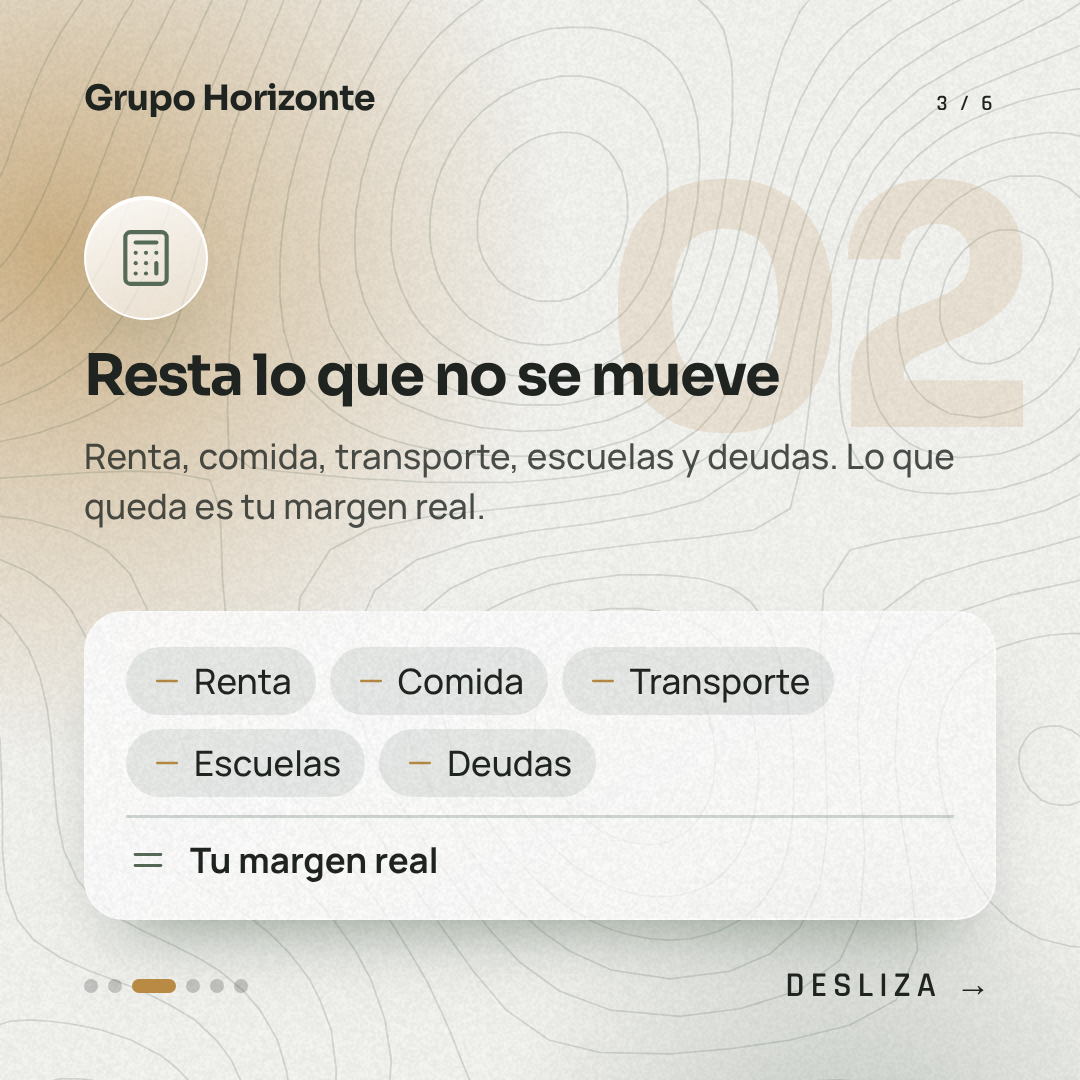 Grupo Horizonte
3 / 6
02
Resta lo que no se mueve
Renta, comida, transporte, escuelas y deudas. Lo que
queda es tu margen real.
— Renta — Comida — Transporte
— Escuelas — Deudas
= Tu margen real
DESLIZA →